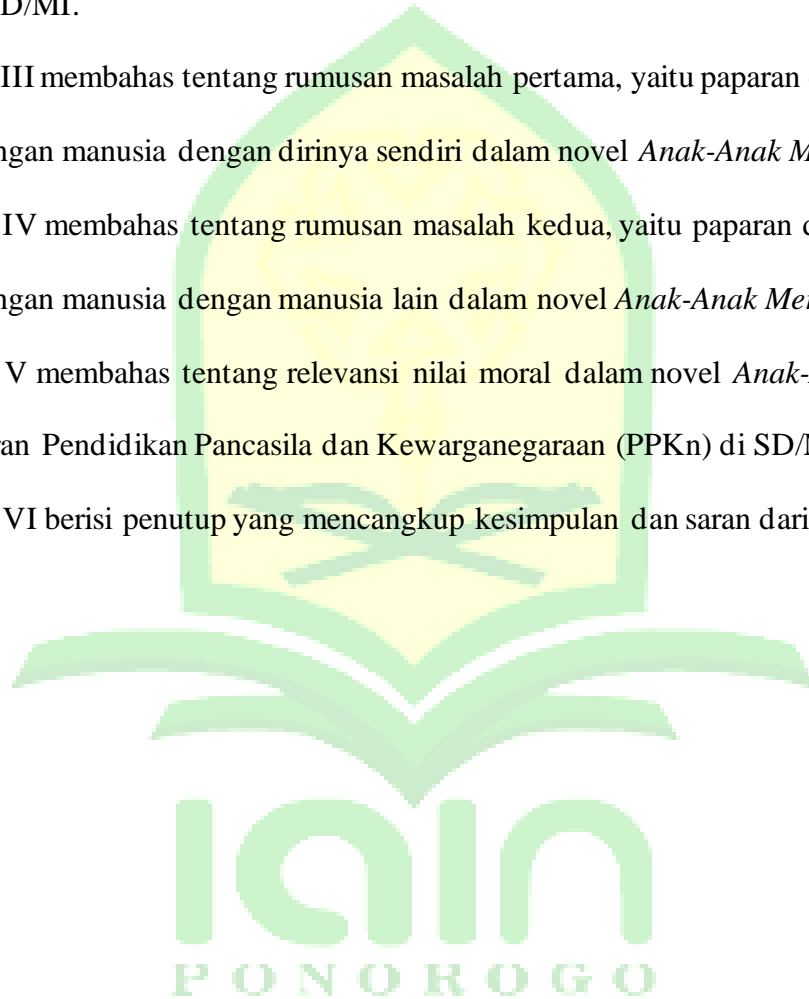 D/MI.
III membahas tentang rumusan masalah pertama, yaitu paparan
ngan manusia dengan dirinya sendiri dalam novel Anak-Anak M
IV membahas tentang rumusan masalah kedua, yaitu paparan d
ngan manusia dengan manusia lain dalam novel Anak-Anak Mer
V membahas tentang relevansi nilai moral dalam novel Anak-
ran Pendidikan Pancasila dan Kewarganegaraan (PPKn) di SD/M
VI berisi penutup yang mencangkup kesimpulan dan saran dari
iain
PONOROGO